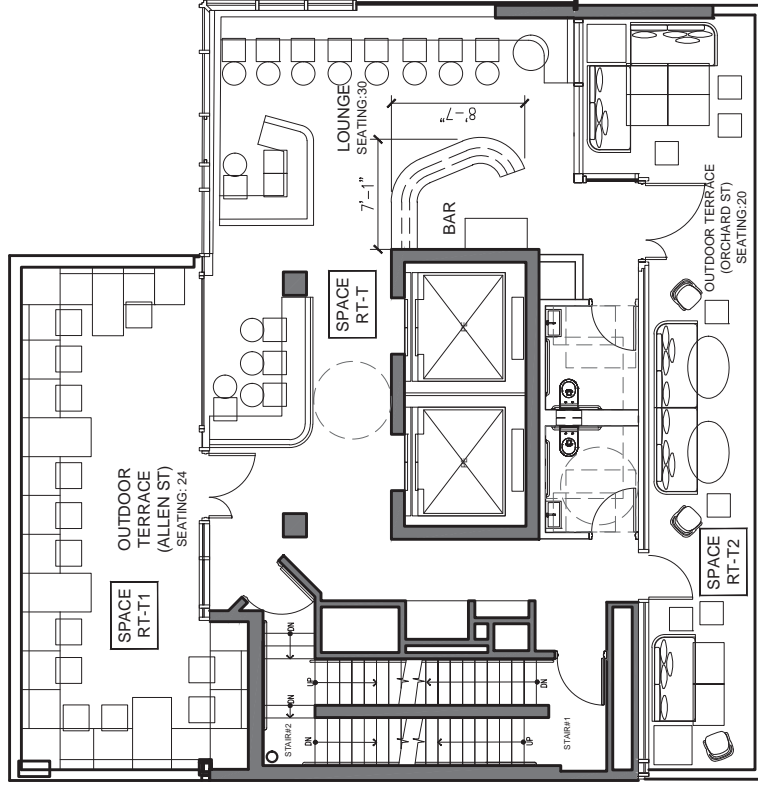 OUTDOOR
TERRACE
(ALLEN ST)
SEATING: 24
SPACE
RT-T1
LOUNGE
SEATING:30
8'-7"
7'-1"
BAR
SPACE
RT-T
OUTDOOR TERRACE
(ORCHARD ST)
SEATING:20
SPACE
RT-T2
DN
DN
UP
DN
STAIR#2
DN
UP
STAIR#1